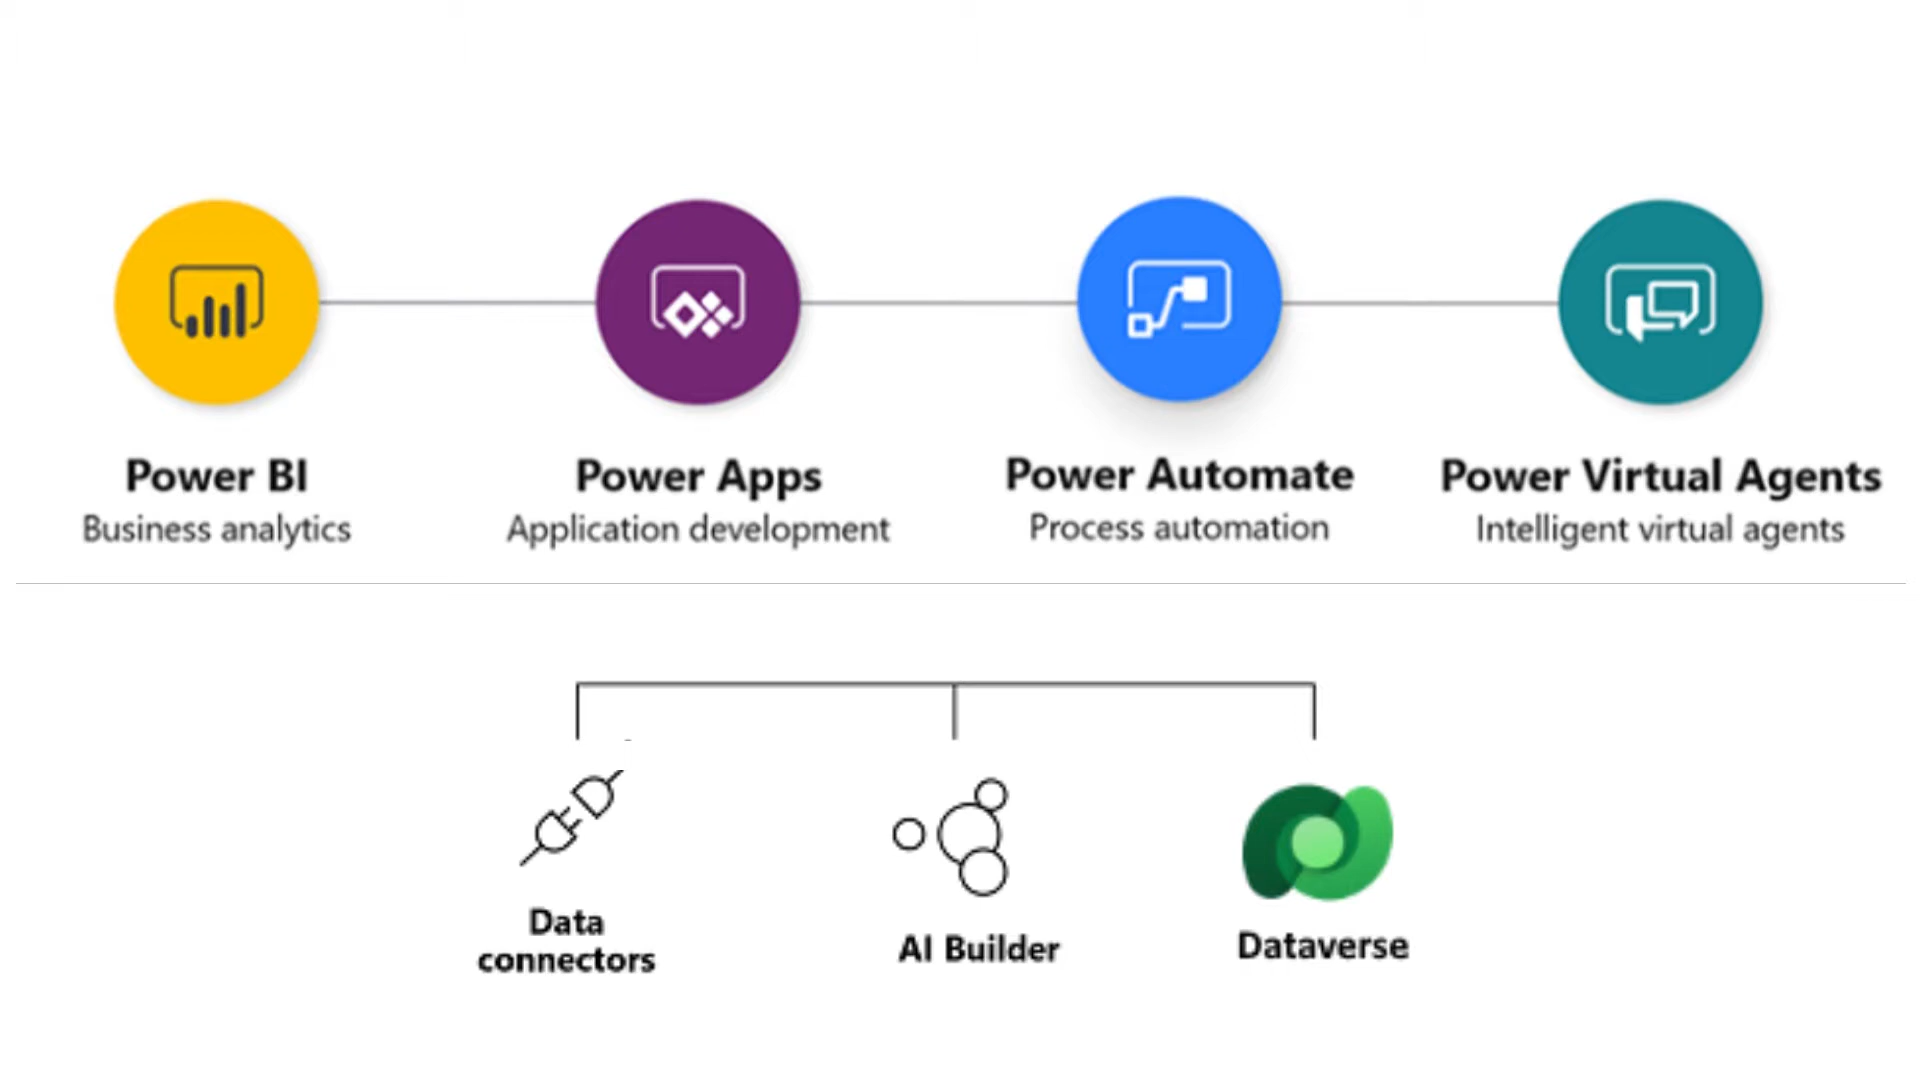 Power BI
Business analytics
Power Apps
Application development
Power Automate
Process automation
Power Virtual Agents
Intelligent virtual agents
Data
connectors
AI Builder
Dataverse